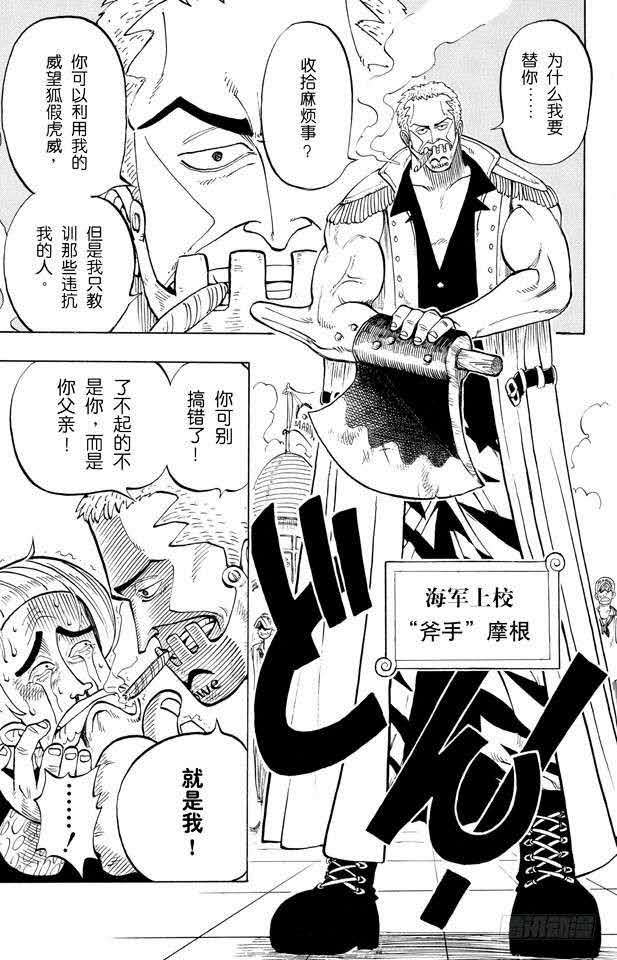 为什么我要
替你……
收拾麻烦事？
你可以利用我的
威望狐假虎威，
但是我只教
训那些违抗
我的人。
海军上校
“斧手”摩根
ど
ん
！
你可别
搞错了！
了不起的不
是你，而是
你父亲！
就是我！
……！